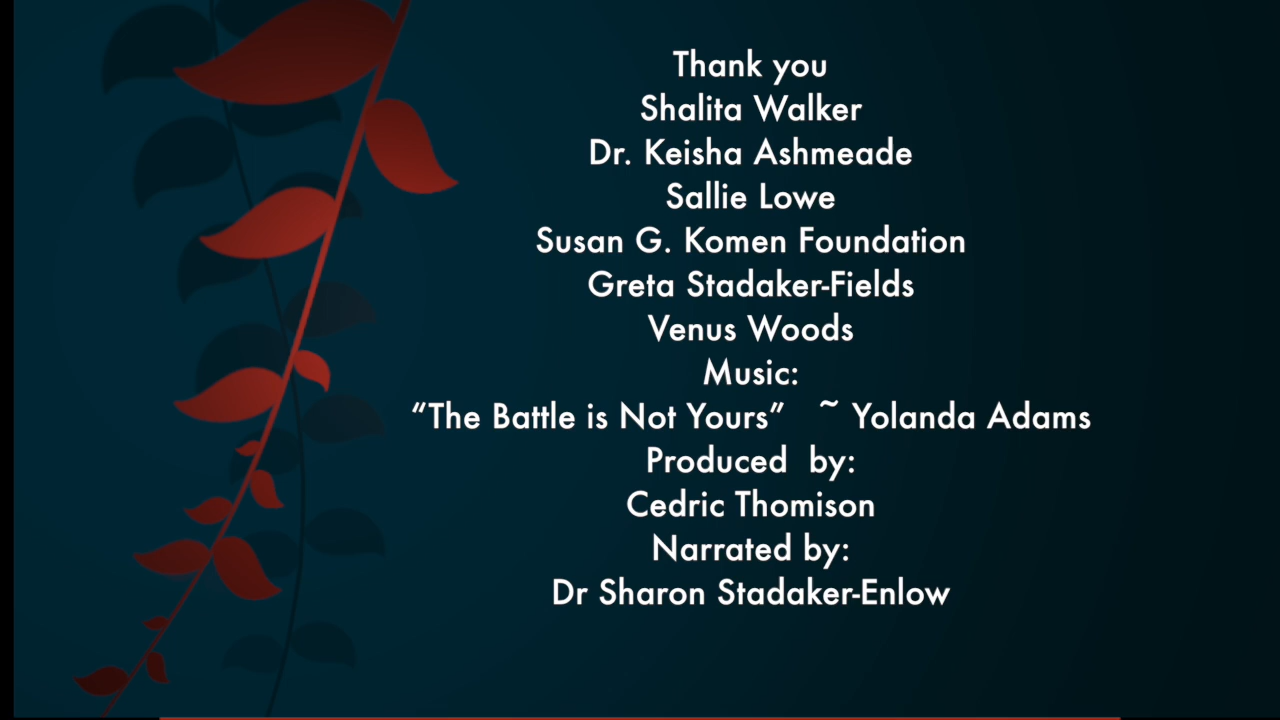 Thank you
Shalita Walker
Dr. Keisha Ashmeade
Sallie Lowe
Susan G. Komen Foundation
Greta Stadaker-Fields
Venus Woods
Music:
“The Battle is Not Yours” ~ Yolanda Adams
Produced by:
Cedric Thomison
Narrated by:
Dr Sharon Stadaker-Enlow